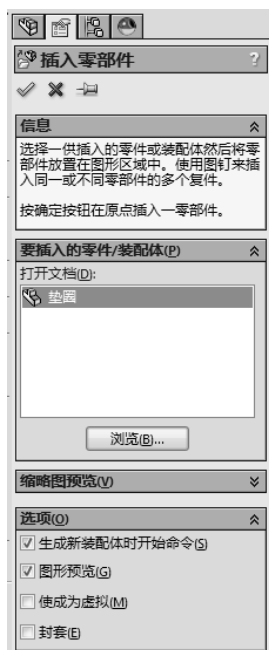 插入零部件
?
信息
选择一供插入的零件或装配体然后将零
部件放置在图形区域中。使用图钉来插
入同一或不同零部件的多个复件。
按确定按钮在原点插入一零部件。
要插入的零件/装配体(P)
打开文档(D):
垫圈
浏览(B)...
缩略图预览(V)
选项(O)
生成新装配体时开始命令(S)
图形预览(G)
使成为虚拟(M)
封套(E)